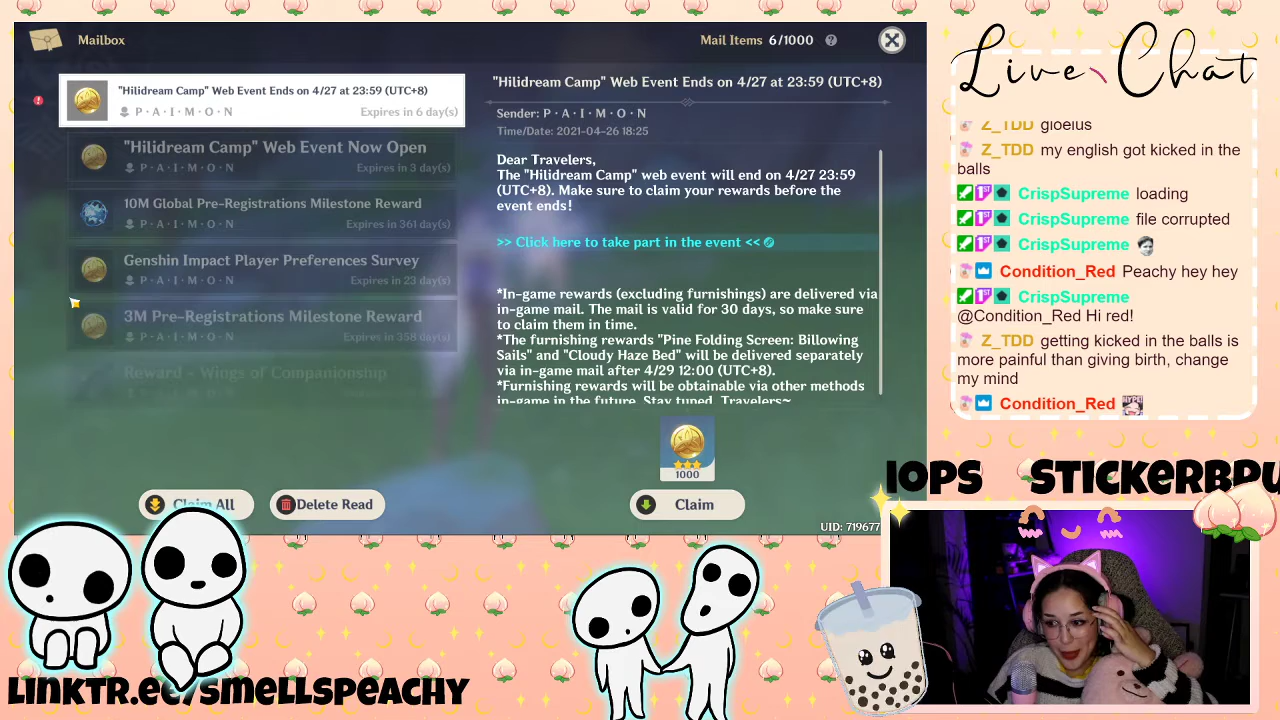 Mailbox
Mail Items 6/1000
"Hilidream Camp" Web Event Ends on 4/27 at 23:59 (UTC+8)
P・A・I・M・O・N
Expires in 6 day(s)
"Hilidream Camp" Web Event Now Open
P・A・I・M・O・N
Expires in 3 day(s)
10M Global Pre-Registrations Milestone Reward
P・A・I・M・O・N
Expires in 361 day(s)
Genshin Impact Player Preferences Survey
P・A・I・M・O・N
Expires in 23 day(s)
3M Pre-Registrations Milestone Reward
P・A・I・M・O・N
Expires in 358 day(s)
Reward - Wings of Companionship
Claim All
Delete Read
"Hilidream Camp" Web Event Ends on 4/27 at 23:59 (UTC+8)
Sender: P・A・I・M・O・N
Time/Date: 2021-04-26 18:25
Dear Travelers,
The "Hilidream Camp" web event will end on 4/27 23:59
(UTC+8). Make sure to claim your rewards before the
event ends!
>> Click here to take part in the event <<
*In-game rewards (excluding furnishings) are delivered via
in-game mail. The mail is valid for 30 days, so make sure
to claim them in time.
*The furnishing rewards "Pine Folding Screen: Billowing
Sails" and "Cloudy Haze Bed" will be delivered separately
via in-game mail after 4/29 12:00 (UTC+8).
*Furnishing rewards will be obtainable via other methods
in-game in the future. Stay tuned, Travelers~
1000
Claim
UID: 719677
Live Chat
Z_TDD gloeius
Z_TDD my english got kicked in the
balls
CrispSupreme loading
CrispSupreme file corrupted
CrispSupreme
Condition_Red Peachy hey hey
CrispSupreme
@Condition_Red Hi red!
Z_TDD getting kicked in the balls is
more painful than giving birth, change
my mind
Condition_Red
HYPE
STICKERBRU
LINKTR.EE/SMELLSPEACHY